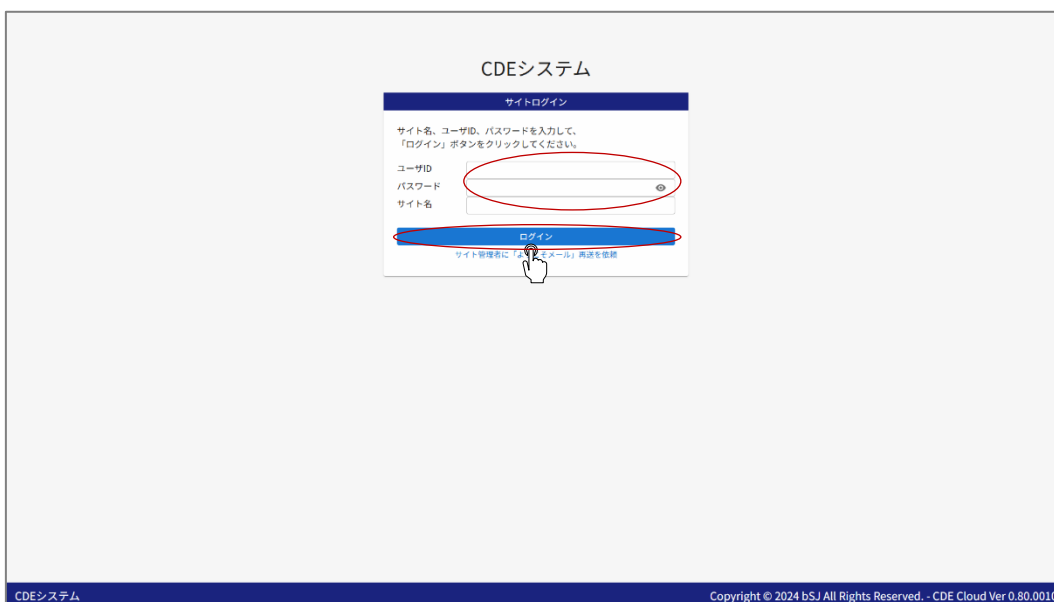 CDEシステム
サイトログイン
サイト名、ユーザID、パスワードを入力して、
「ログイン」ボタンをクリックしてください。
ユーザID
パスワード
サイト名
ログイン
サイト管理者に「よ そメール」再送を依頼
CDEシステム
Copyright © 2024 bSJ All Rights Reserved. - CDE Cloud Ver 0.80.0010